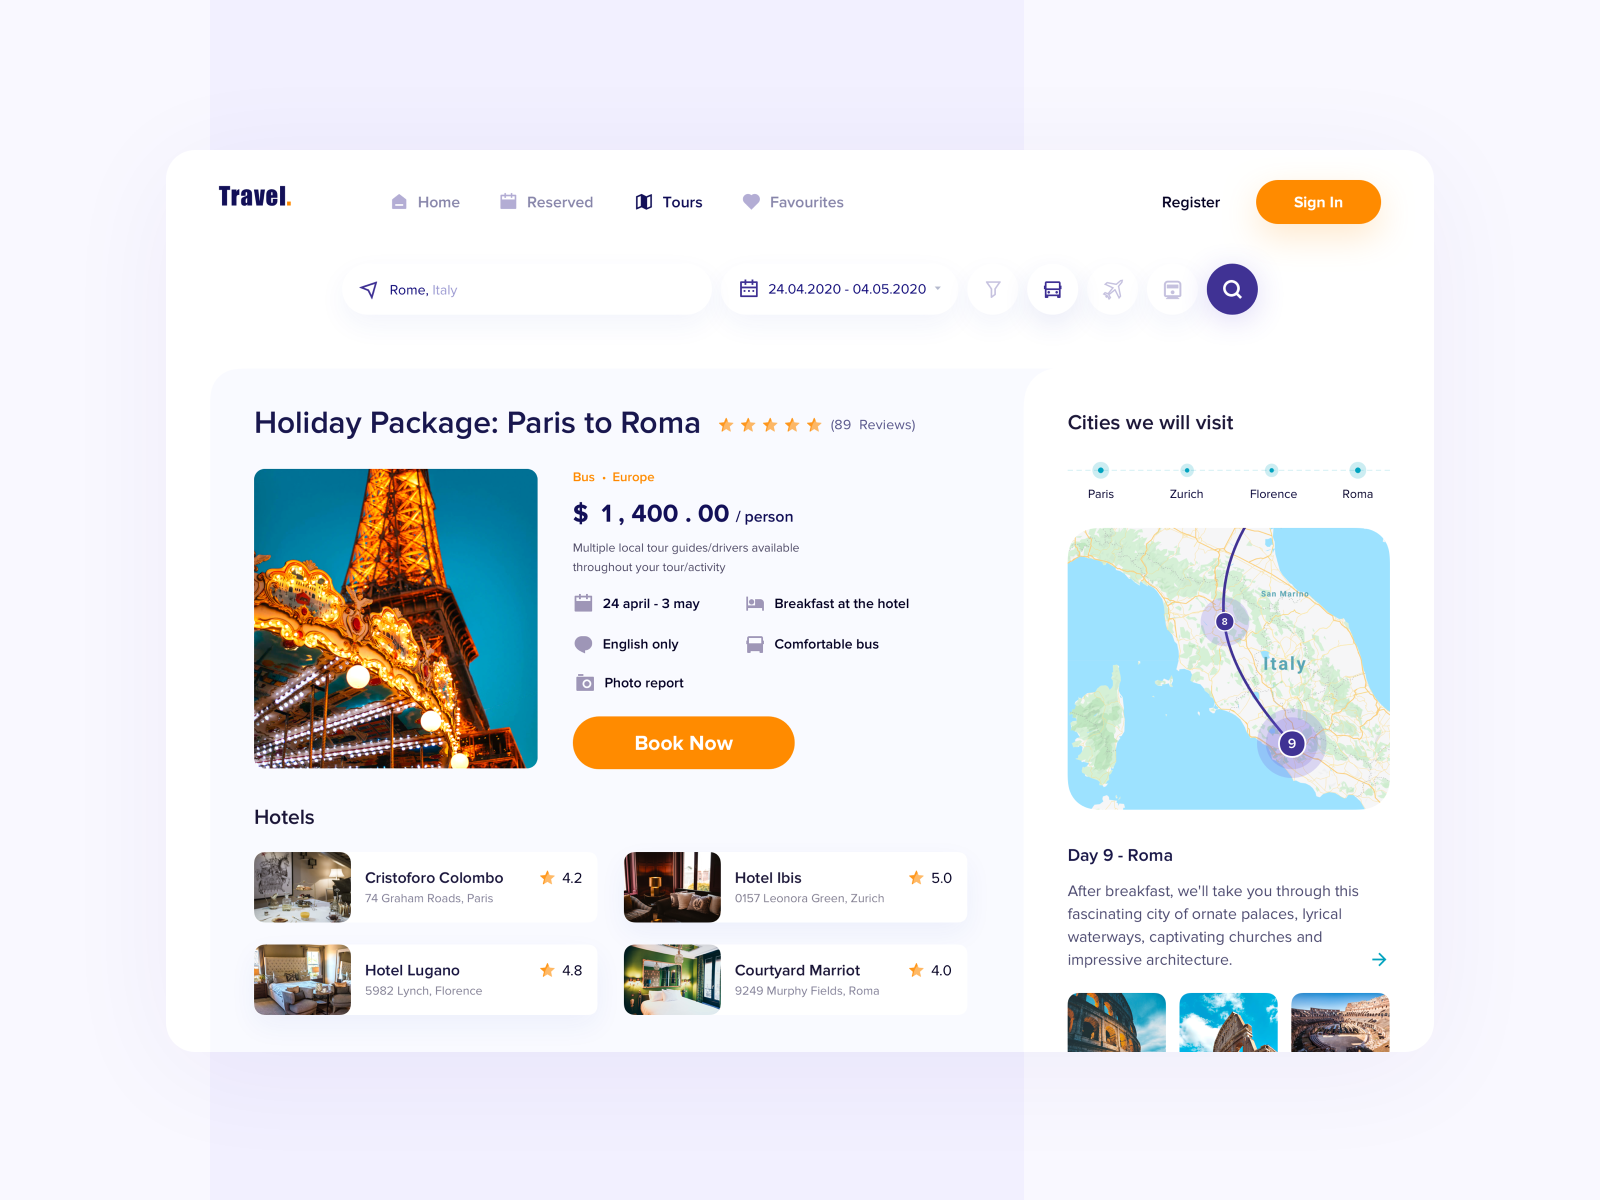 Travel.
Home
Reserved
Tours
Favourites
Register
Sign In
Rome, Italy
24.04.2020 - 04.05.2020
Holiday Package: Paris to Roma
(89 Reviews)
Bus • Europe
$ 1 , 400 . 00 / person
Multiple local tour guides/drivers available
throughout your tour/activity
24 april - 3 may
Breakfast at the hotel
English only
Comfortable bus
Photo report
Book Now
Hotels
Cristoforo Colombo
4.2
74 Graham Roads, Paris
Hotel Ibis
5.0
0157 Leonora Green, Zurich
Hotel Lugano
4.8
5982 Lynch, Florence
Courtyard Marriot
4.0
9249 Murphy Fields, Roma
Cities we will visit
Paris
Zurich
Florence
Roma
San Marino
8
Italy
9
Day 9 - Roma
After breakfast, we'll take you through this
fascinating city of ornate palaces, lyrical
waterways, captivating churches and
impressive architecture.